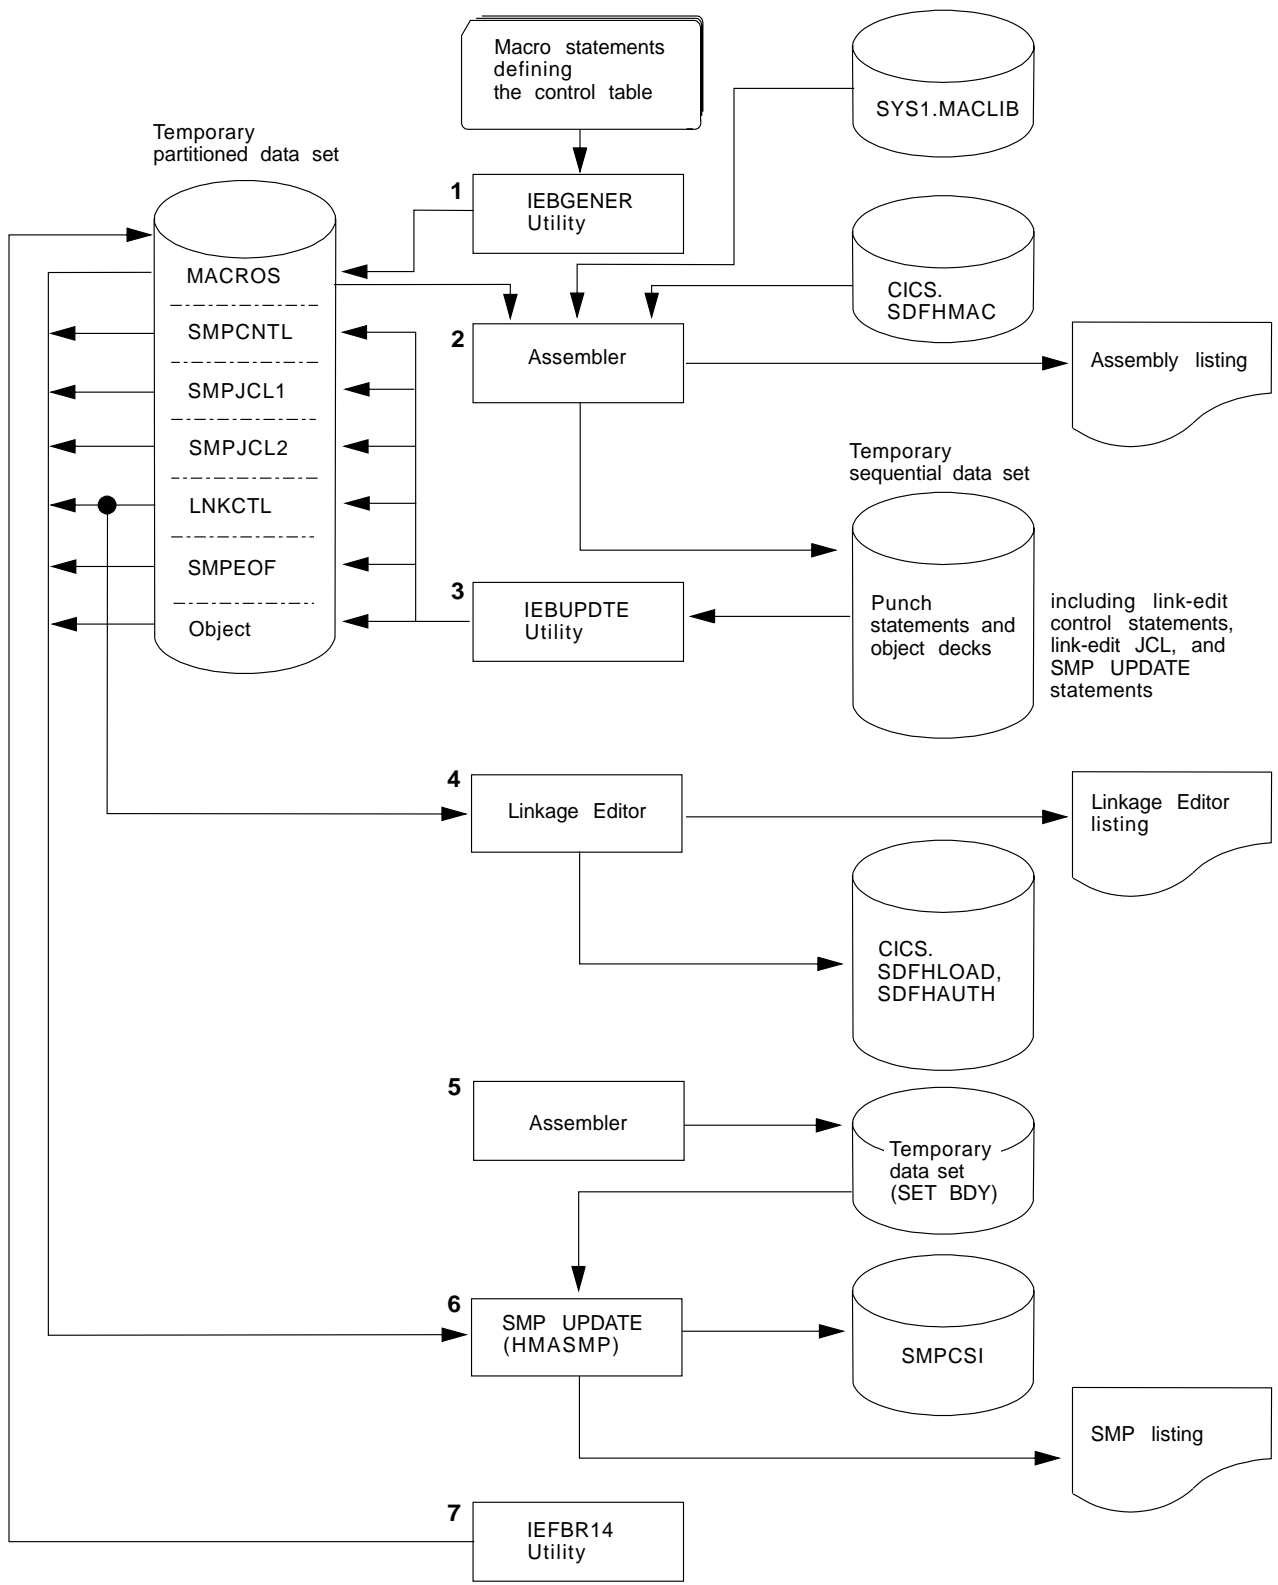 Macro statements
defining
the control table
SYS1.MACLIB
Temporary
partitioned data set
1
IEBGENER
Utility
MACROS
CICS.
SDFHMAC
SMPCNTL
2
Assembler
Assembly listing
SMPJCL1
SMPJCL2
Temporary
sequential data set
LNKCTL
SMPEOF
3
IEBUPDTE
Utility
Punch
statements and
object decks
including link-edit
control statements,
link-edit JCL, and
SMP UPDATE
statements
Object
4
Linkage Editor
Linkage Editor
listing
CICS.
SDFHLOAD,
SDFHAUTH
5
Assembler
Temporary
data set
(SET BDY)
6
SMP UPDATE
(HMASMP)
SMPCSI
SMP listing
7
IEFBR14
Utility